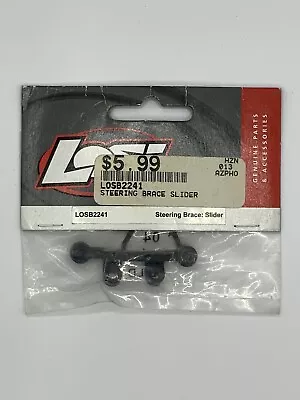 LOSI
GENUINE PARTS
& ACCESSORIES
$5.99
HZN
013
AZPHO
LOSB2241
STEERING BRACE SLIDER
LOSB2241 Steering Brace: Slider